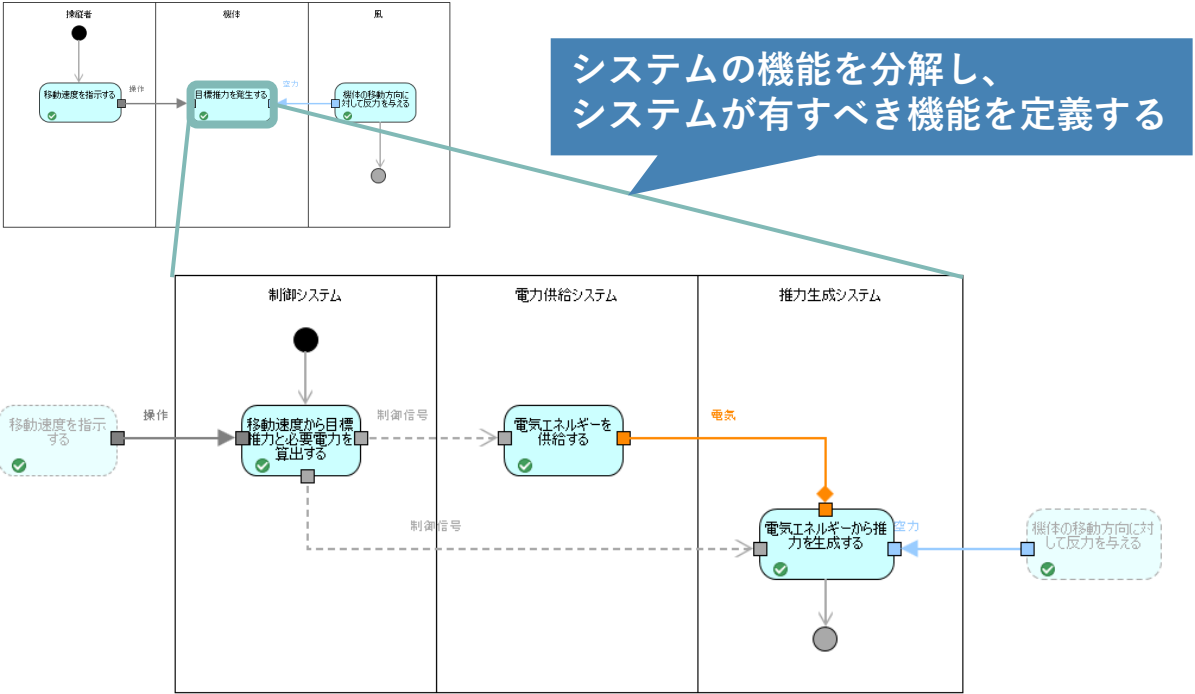 操縦者
機体
風
システムの機能を分解し、
システムが有すべき機能を定義する
移動速度を指示する
操作
目標推力を発生する
空力
機体の移動方向に
対して反力を与える
制御システム
電力供給システム
推力生成システム
移動速度を指示
する
操作
移動速度から目標
推力と必要電力を
算出する
制御信号
電気エネルギーを
供給する
電気
制御信号
電気エネルギーから推
力を生成する
空力
機体の移動方向に対
して反力を与える